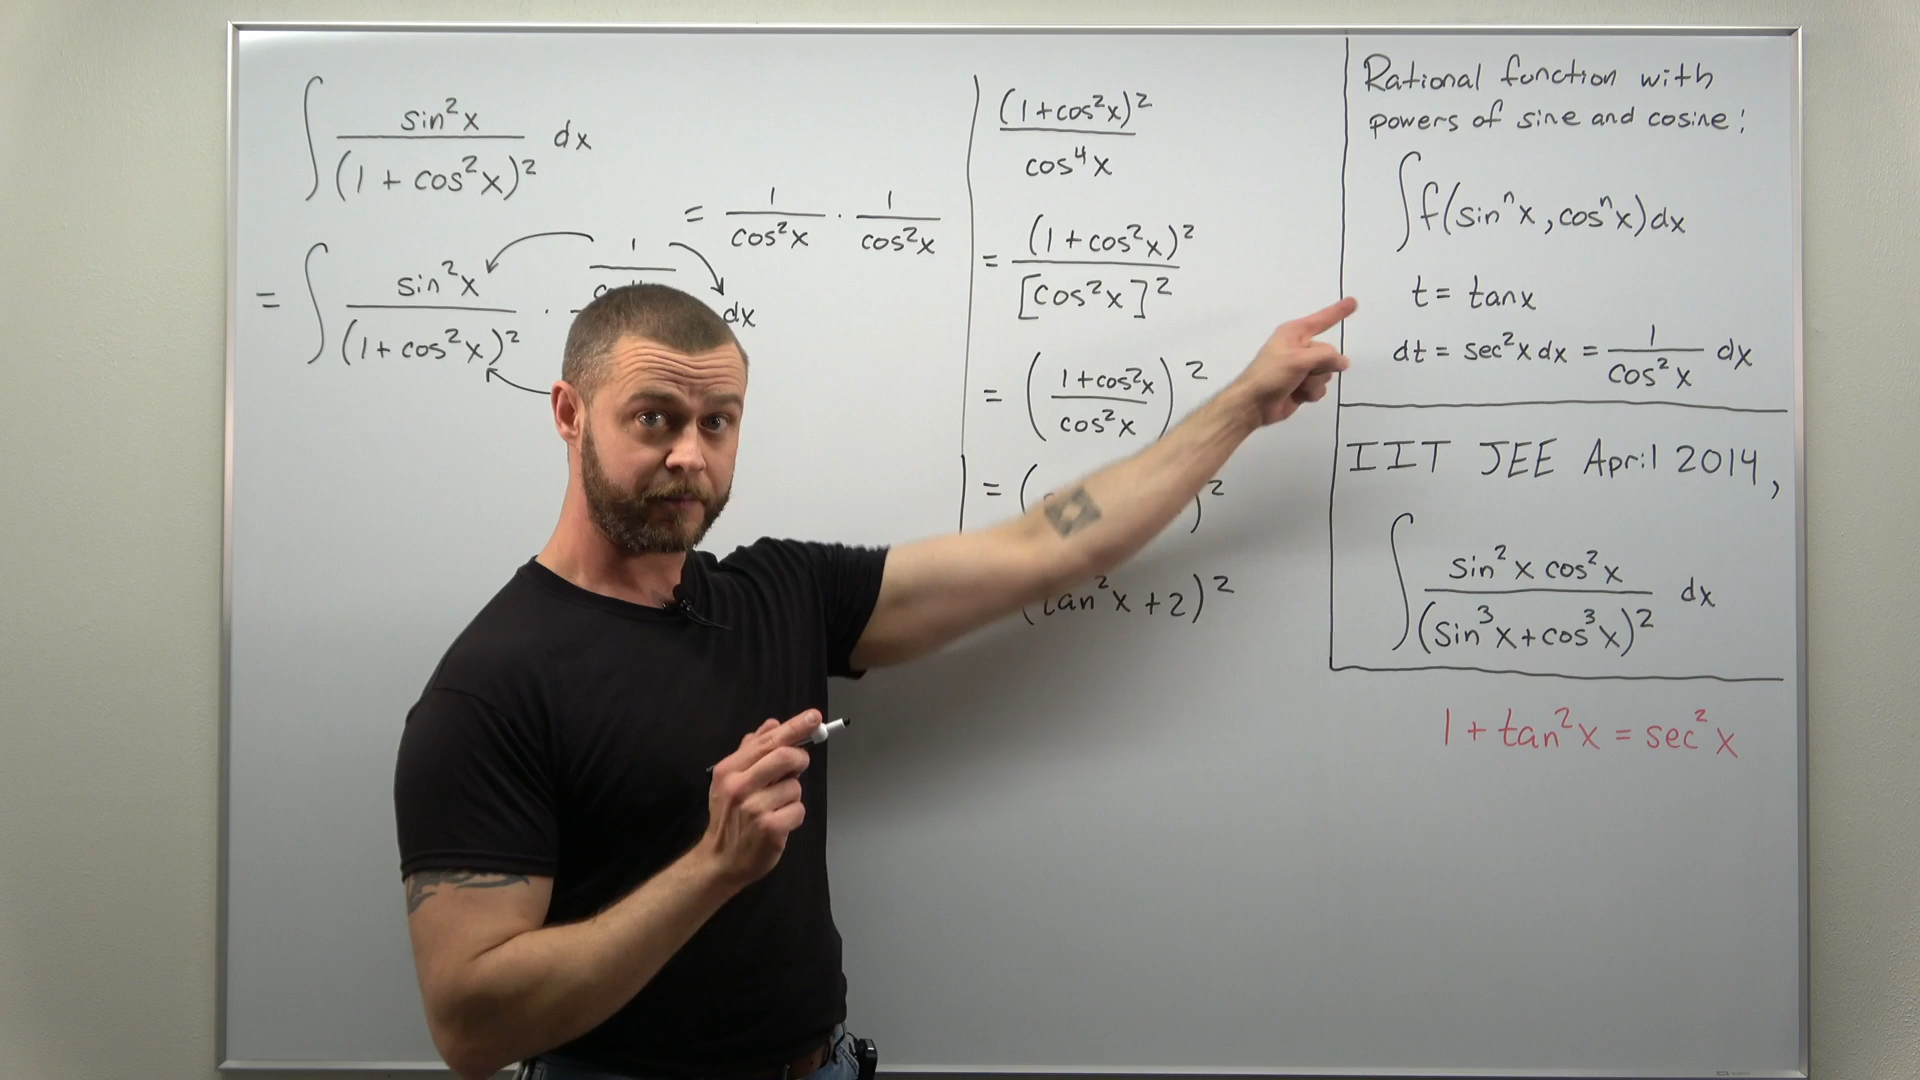 ∫ sin²x / (1 + cos²x)² dx
= 1/cos²x · 1/cos²x
= ∫ sin²x / (1 + cos²x)² · 1 dx
(1+cos²x)² / cos⁴x
= (1+cos²x)² / [cos²x]²
= (1+cos²x / cos²x)²
= ( )²
(tan²x + 2)²
Rational function with
powers of sine and cosine:
∫ f(sinⁿx, cosⁿx)dx
t = tanx
dt = sec²x dx = 1/cos²x dx
IIT JEE April 2014,
∫ sin²x cos²x / (sin³x+cos³x)² dx
1 + tan²x = sec²x